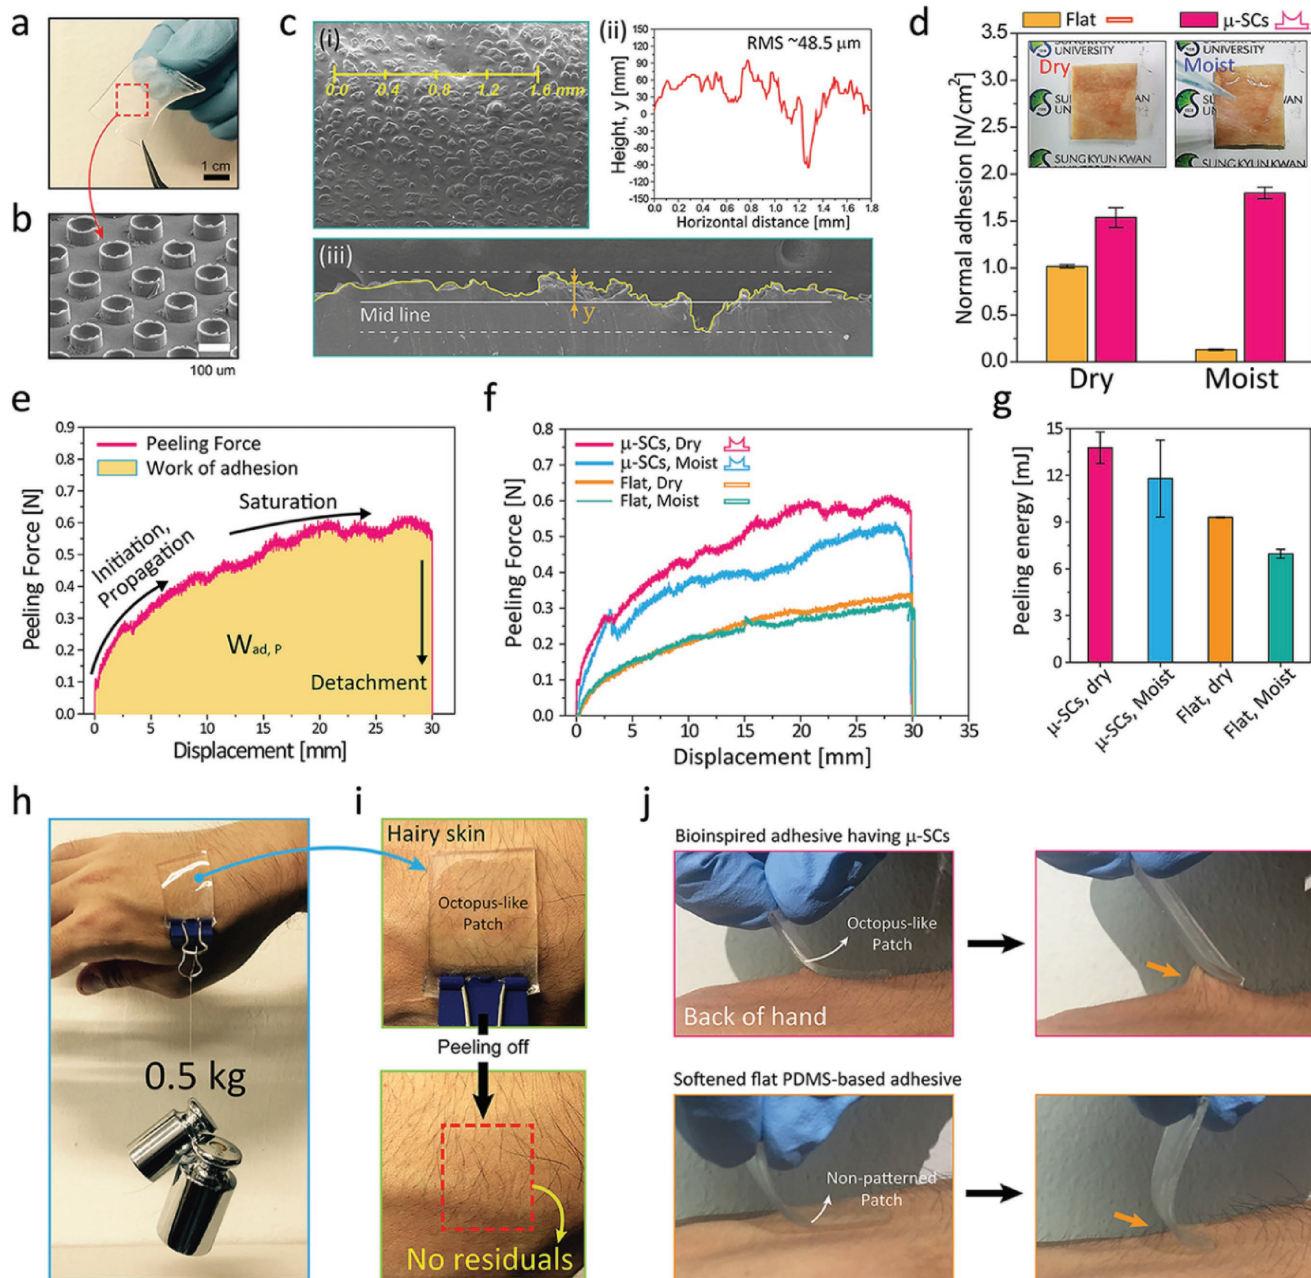 a
1 cm
b
100 um
c
(i)
0.0 0.4 0.8 1.2 1.6 mm
(ii)
RMS ~48.5 μm
Height, y [mm]
150
120
90
60
30
0
-30
-60
-90
120
150
0.0 0.2 0.4 0.6 0.8 1.0 1.2 1.4 1.6 1.8
Horizontal distance [mm]
(iii)
Mid line
y
d
Flat
μ-SCs
Normal adhesion [N/cm²]
3.5
3.0
2.5
2.0
1.5
1.0
0.5
0.0
SUNGKYUNKWAN
UNIVERSITY
Dry
SUNGKYUNKWAN
UNIVERSITY
Moist
Dry
Moist
e
Peeling Force [N]
0.9
0.8
0.7
0.6
0.5
0.4
0.3
0.2
0.1
0.0
Peeling Force
Work of adhesion
Saturation
Initiation,
Propagation
Wad, P
Detachment
0 5 10 15 20 25 30
Displacement [mm]
f
Peeling Force [N]
0.8
0.7
0.6
0.5
0.4
0.3
0.2
0.1
0.0
μ-SCs, Dry
μ-SCs, Moist
Flat, Dry
Flat, Moist
0 5 10 15 20 25 30 35
Displacement [mm]
g
Peeling energy [mJ]
15
12
9
6
3
0
μ-SCs, dry
μ-SCs, Moist
Flat, dry
Flat, Moist
h
0.5 kg
i
Hairy skin
Octopus-like
Patch
Peeling off
No residuals
j
Bioinspired adhesive having μ-SCs
Octopus-like
Patch
Back of hand
Softened flat PDMS-based adhesive
Non-patterned
Patch